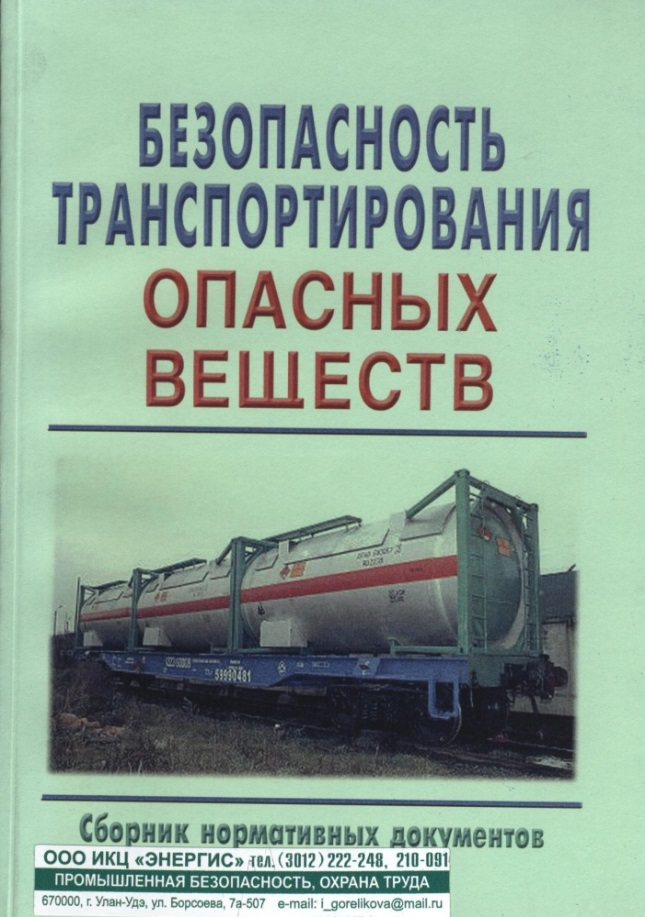 БЕЗОПАСНОСТЬ
ТРАНСПОРТИРОВАНИЯ
ОПАСНЫХ
ВЕЩЕСТВ
59990481
Сборник нормативных документов
ООО ИКЦ «ЭНЕРГИС» тел. (3012) 222-248, 210-091
ПРОМЫШЛЕННАЯ БЕЗОПАСНОСТЬ, ОХРАНА ТРУДА
670000, г. Улан-Удэ, ул. Борсоева, 7а-507 e-mail: i_gorelikova@mail.ru